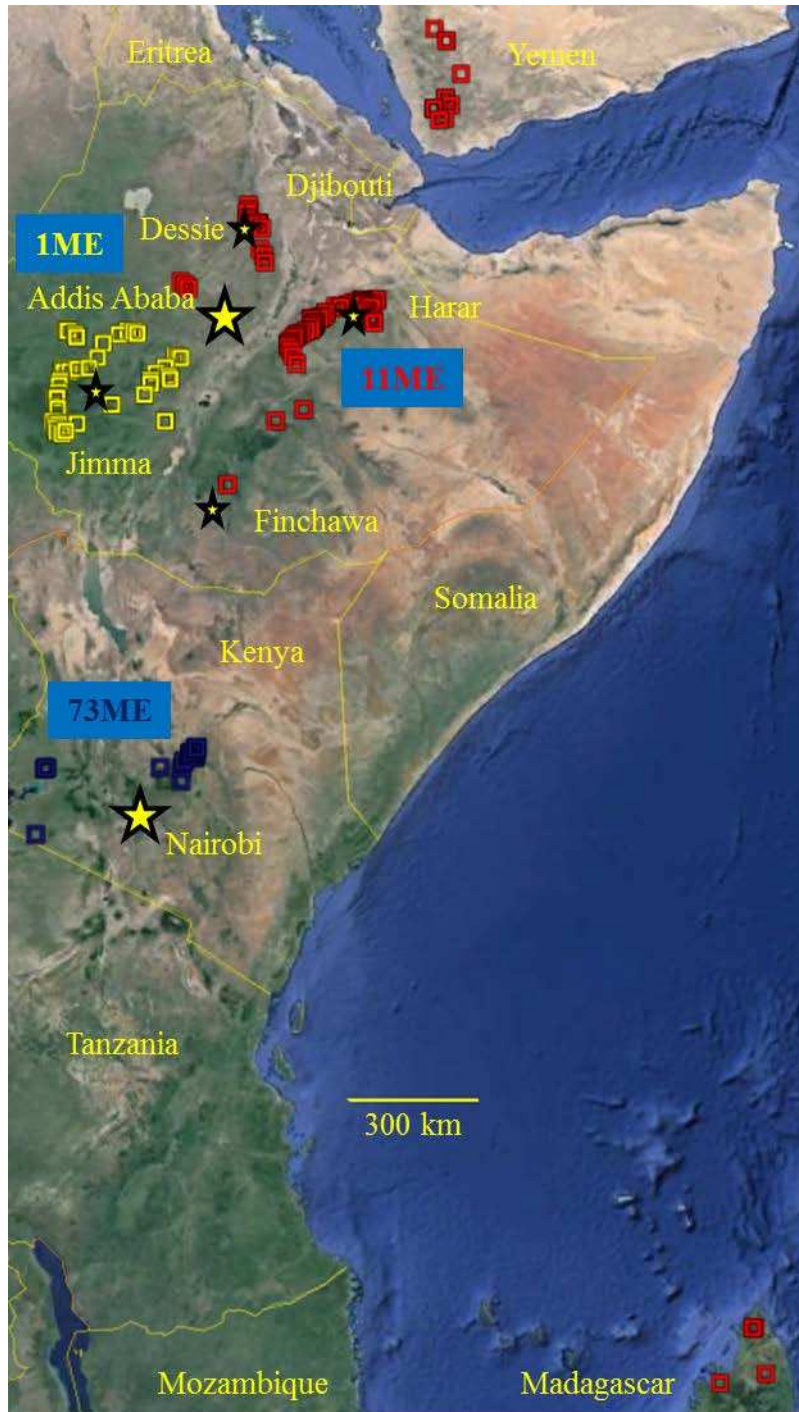 Eritrea
Yemen
Djibouti
Dessie
1ME
Addis Ababa
Harar
11ME
Jimma
Finchawa
Somalia
Kenya
73ME
Nairobi
Tanzania
300 km
Mozambique
Madagascar